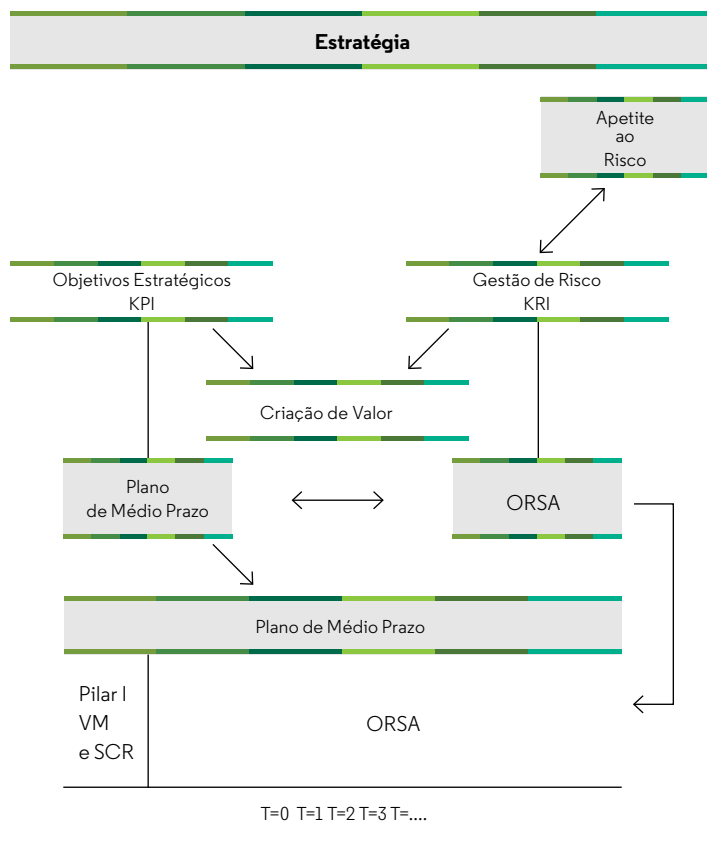 Estratégia
Apetite
ao
Risco
Objetivos Estratégicos
KPI
Gestão de Risco
KRI
Criação de Valor
Plano
de Médio Prazo
ORSA
Plano de Médio Prazo
Pilar I
VM
e SCR
ORSA
T=0 T=1 T=2 T=3 T=....